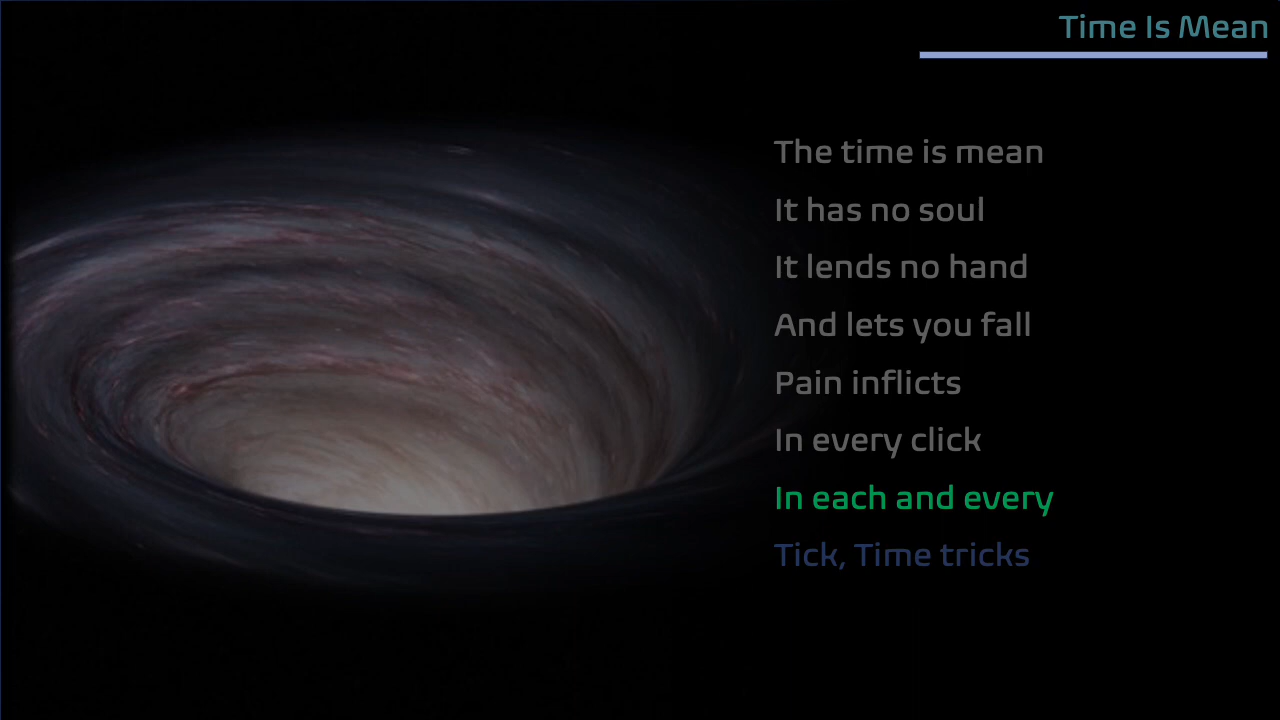 Time Is Mean
The time is mean
It has no soul
It lends no hand
And lets you fall
Pain inflicts
In every click
In each and every
Tick, Time tricks